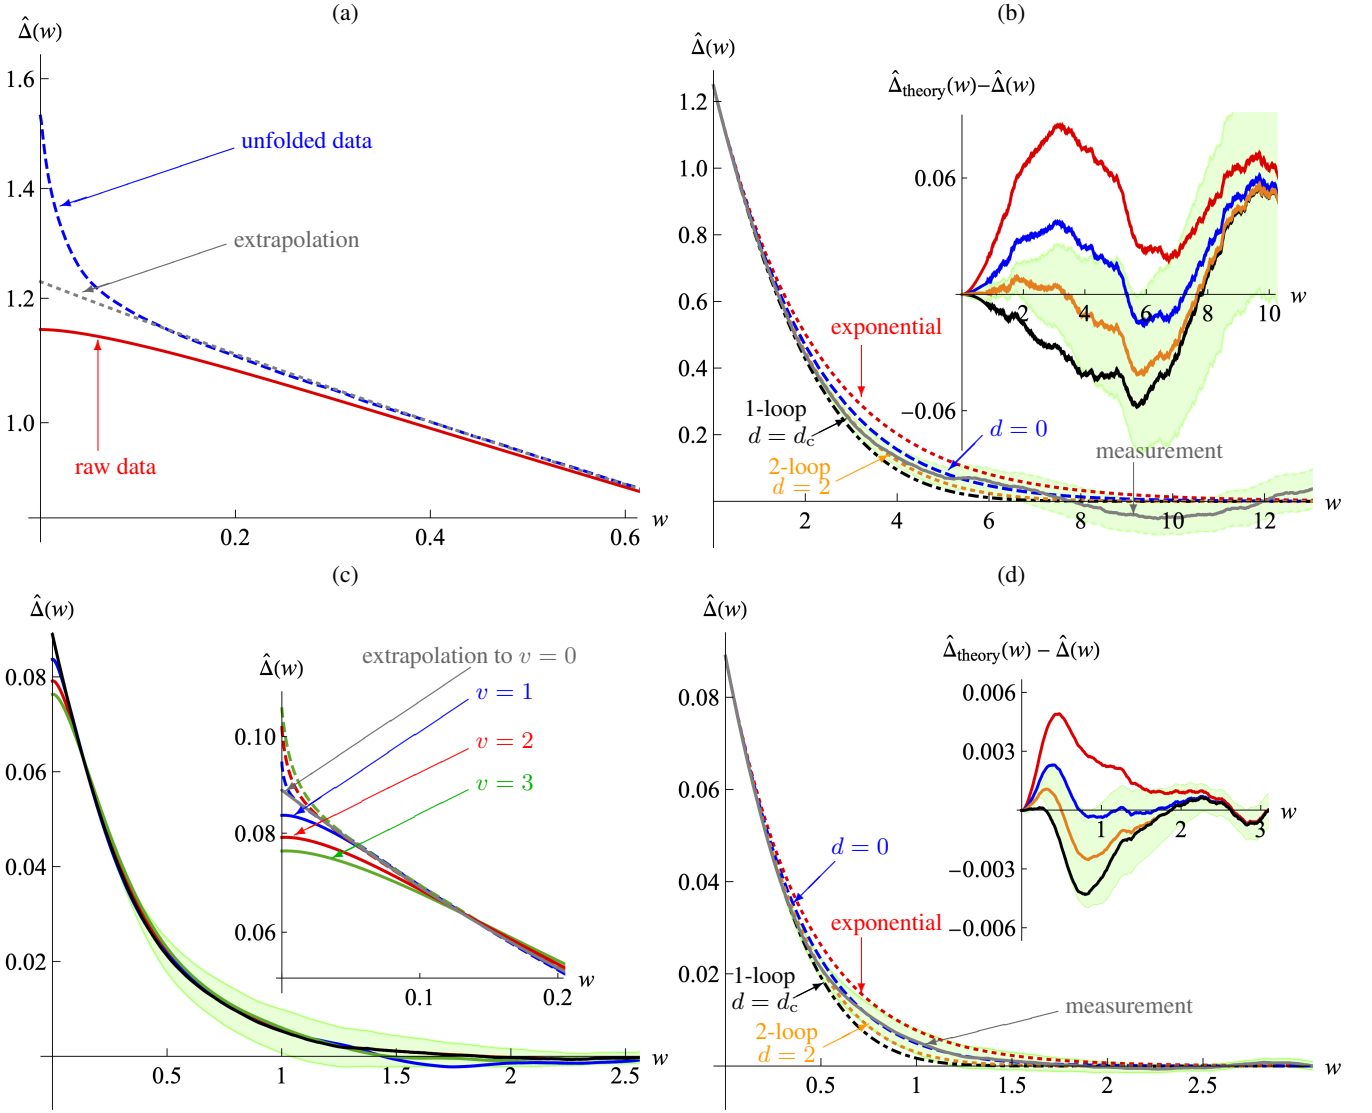 (a)
Δ̂(w)
1.6
1.4
1.2
1.0
unfolded data
extrapolation
raw data
0.2
0.4
0.6
w
(b)
Δ̂(w)
1.2
1.0
0.8
0.6
0.4
0.2
Δ̂theory(w)−Δ̂(w)
0.06
−0.06
2
4
6
8
10
w
exponential
1-loop
d = dc
2-loop
d = 2
d = 0
measurement
2
4
6
8
10
12
w
(c)
Δ̂(w)
0.08
0.06
0.04
0.02
extrapolation to v = 0
Δ̂(w)
v = 1
v = 2
v = 3
0.10
0.08
0.06
0.1
0.2
w
0.5
1
1.5
2
2.5
w
(d)
Δ̂(w)
0.08
0.06
0.04
0.02
Δ̂theory(w) − Δ̂(w)
0.006
0.003
−0.003
−0.006
1
2
3
w
d = 0
exponential
1-loop
d = dc
2-loop
d = 2
measurement
0.5
1
1.5
2
2.5
w